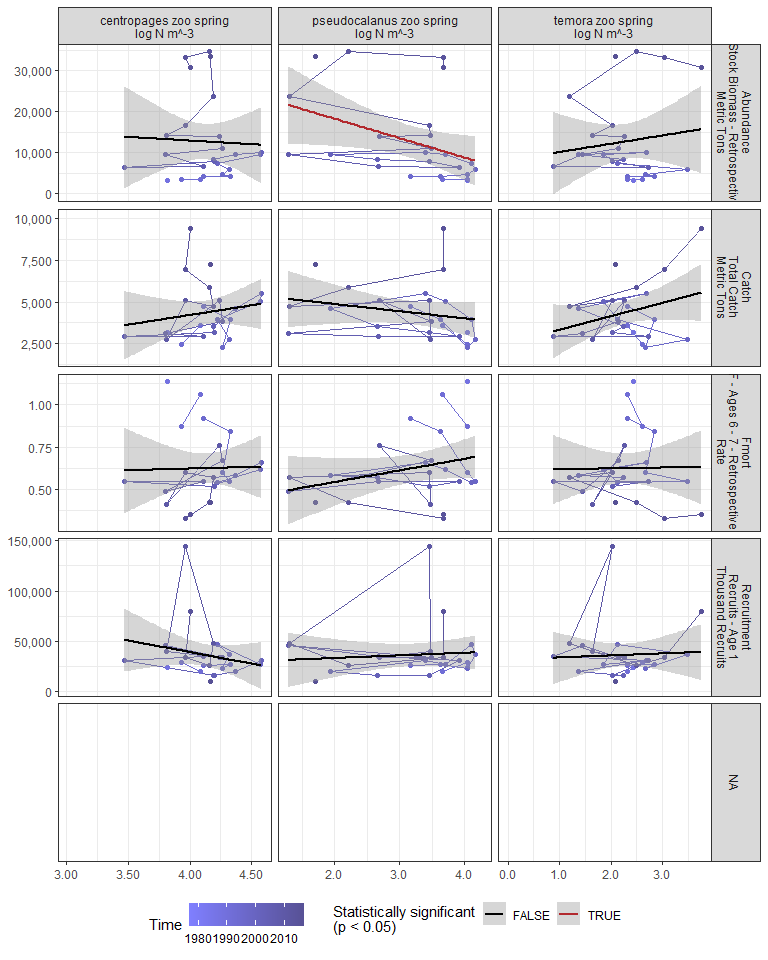 centropages zoo spring
log N m^-3
pseudocalanus zoo spring
log N m^-3
temora zoo spring
log N m^-3
30,000
20,000
10,000
0
Abundance
Stock Biomass - Retrospectiv
Metric Tons
10,000
7,500
5,000
2,500
Catch
Total Catch
Metric Tons
1.00
0.75
0.50
Fmort
F - Ages 6 - 7 - Retrospective
Rate
150,000
100,000
50,000
0
Recruitment
Recruits - Age 1
Thousand Recruits
NA
3.00 3.50 4.00 4.50
2.0 3.0 4.0
0.0 1.0 2.0 3.0
Time
1980 1990 2000 2010
Statistically significant
(p < 0.05)
FALSE
TRUE